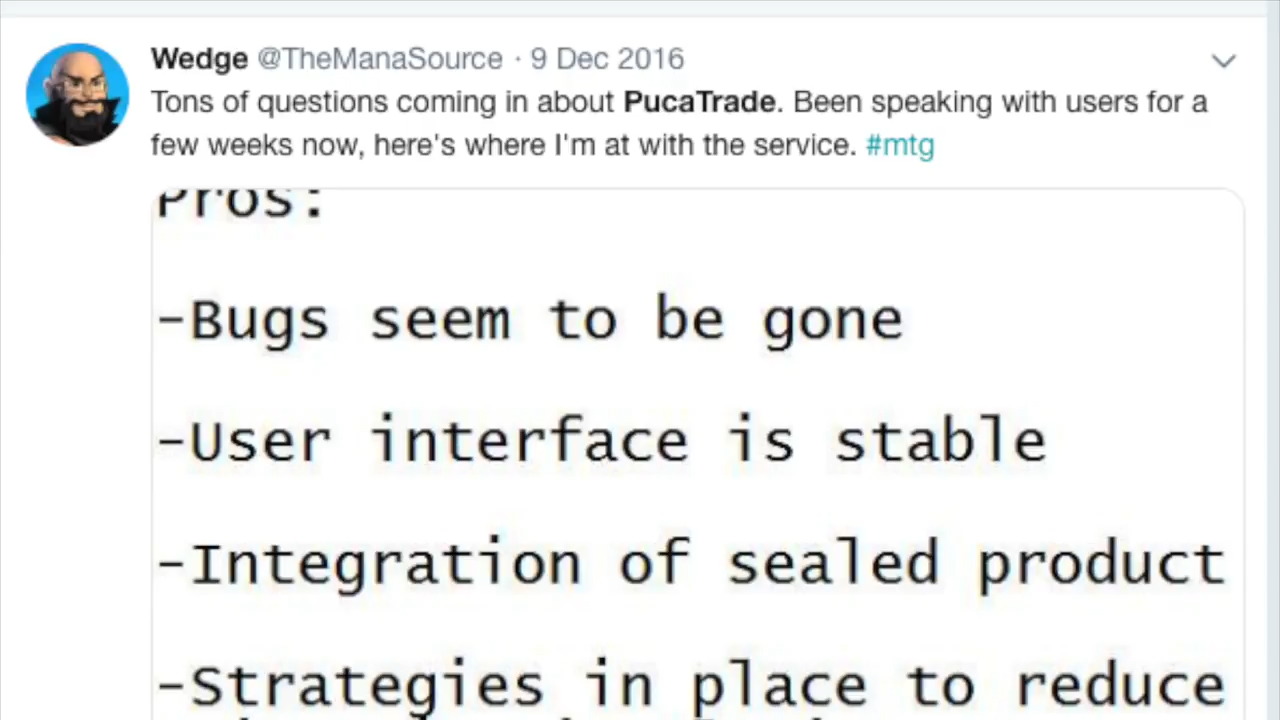 Wedge @TheManaSource · 9 Dec 2016
Tons of questions coming in about PucaTrade. Been speaking with users for a
few weeks now, here's where I'm at with the service. #mtg
Pros:
-Bugs seem to be gone
-User interface is stable
-Integration of sealed product
-Strategies in place to reduce